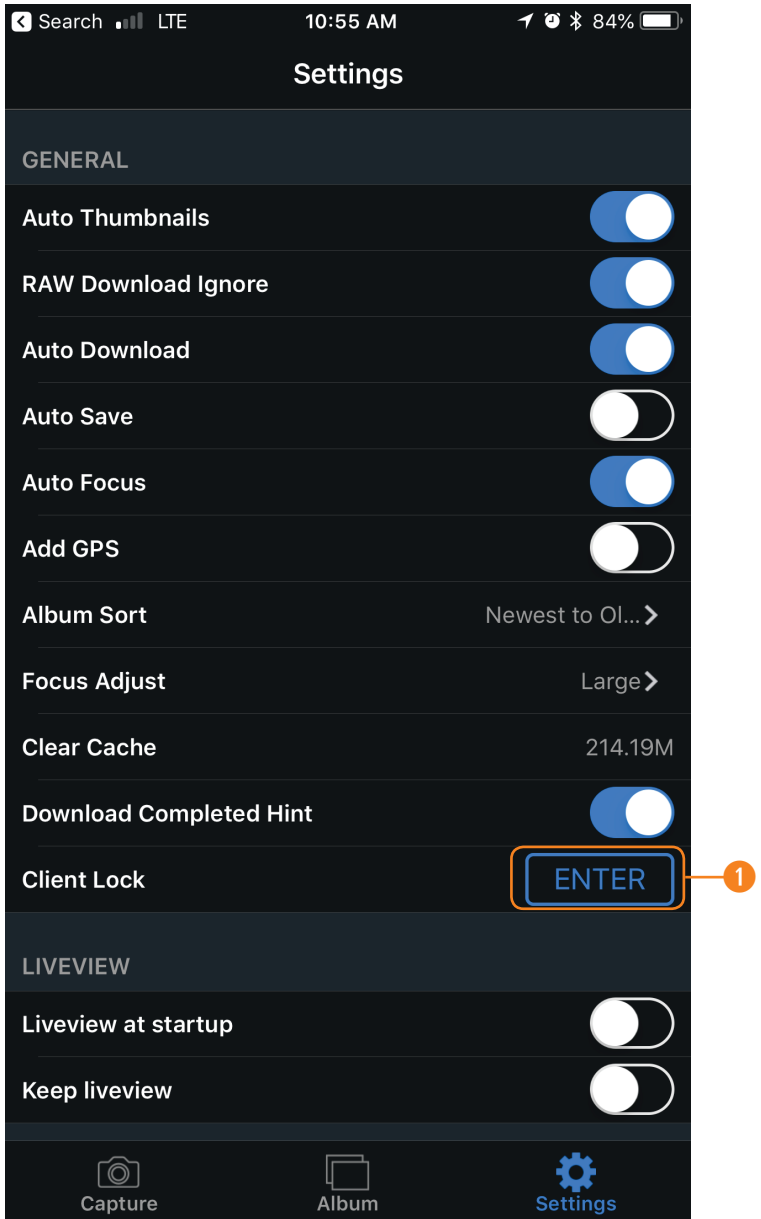 Search LTE 10:55 AM 84%
Settings
GENERAL
Auto Thumbnails
RAW Download Ignore
Auto Download
Auto Save
Auto Focus
Add GPS
Album Sort Newest to Ol...
Focus Adjust Large
Clear Cache 214.19M
Download Completed Hint
Client Lock ENTER 1
LIVEVIEW
Liveview at startup
Keep liveview
Capture Album Settings